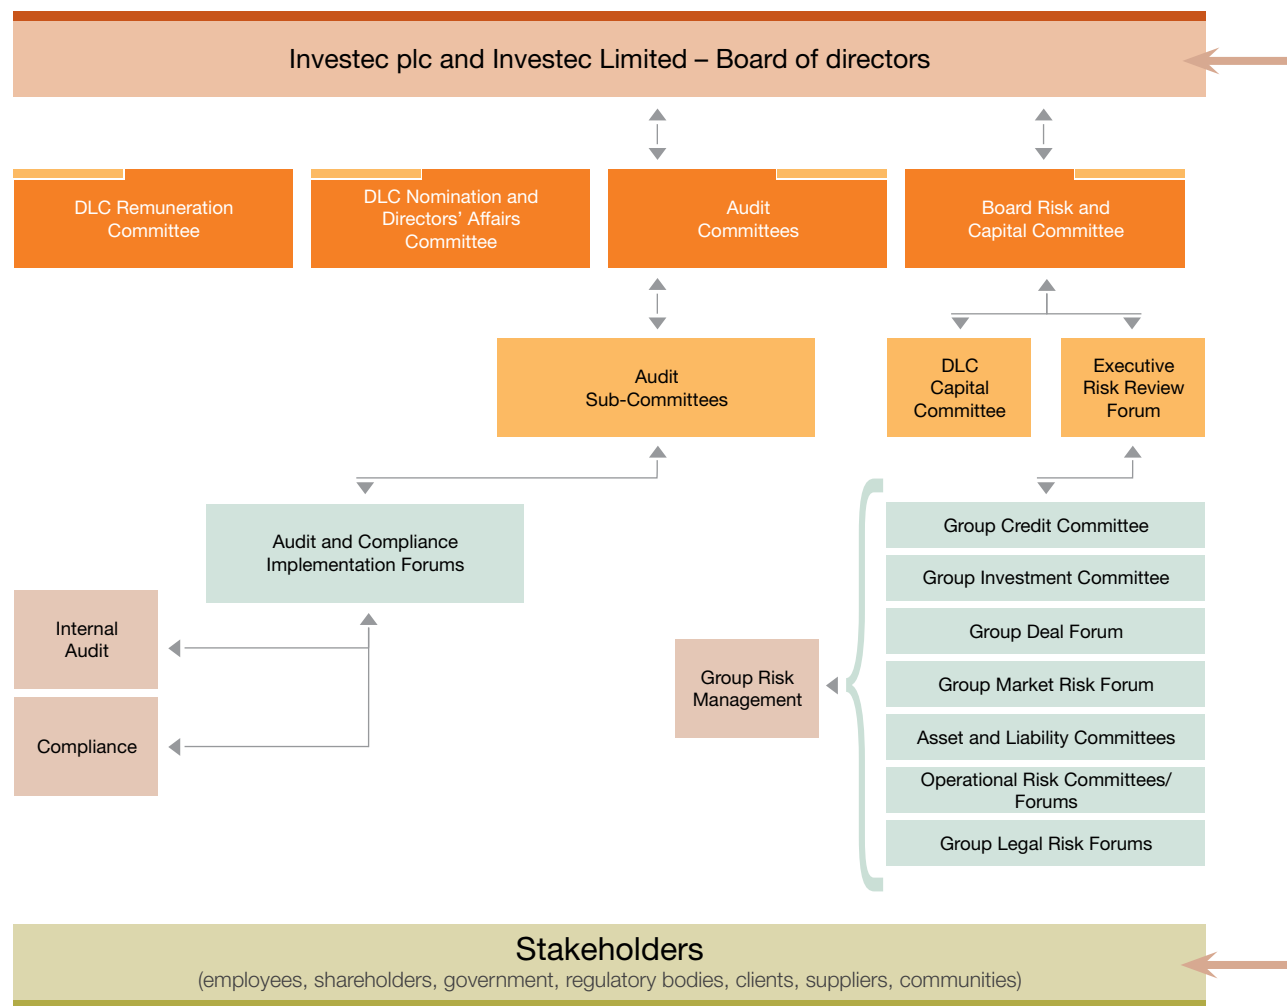 Investec plc and Investec Limited – Board of directors
DLC Remuneration
Committee
DLC Nomination and
Directors' Affairs
Committee
Audit
Committees
Board Risk and
Capital Committee
Audit
Sub-Committees
DLC
Capital
Committee
Executive
Risk Review
Forum
Audit and Compliance
Implementation Forums
Internal
Audit
Compliance
Group Risk
Management
Group Credit Committee
Group Investment Committee
Group Deal Forum
Group Market Risk Forum
Asset and Liability Committees
Operational Risk Committees/
Forums
Group Legal Risk Forums
Stakeholders
(employees, shareholders, government, regulatory bodies, clients, suppliers, communities)